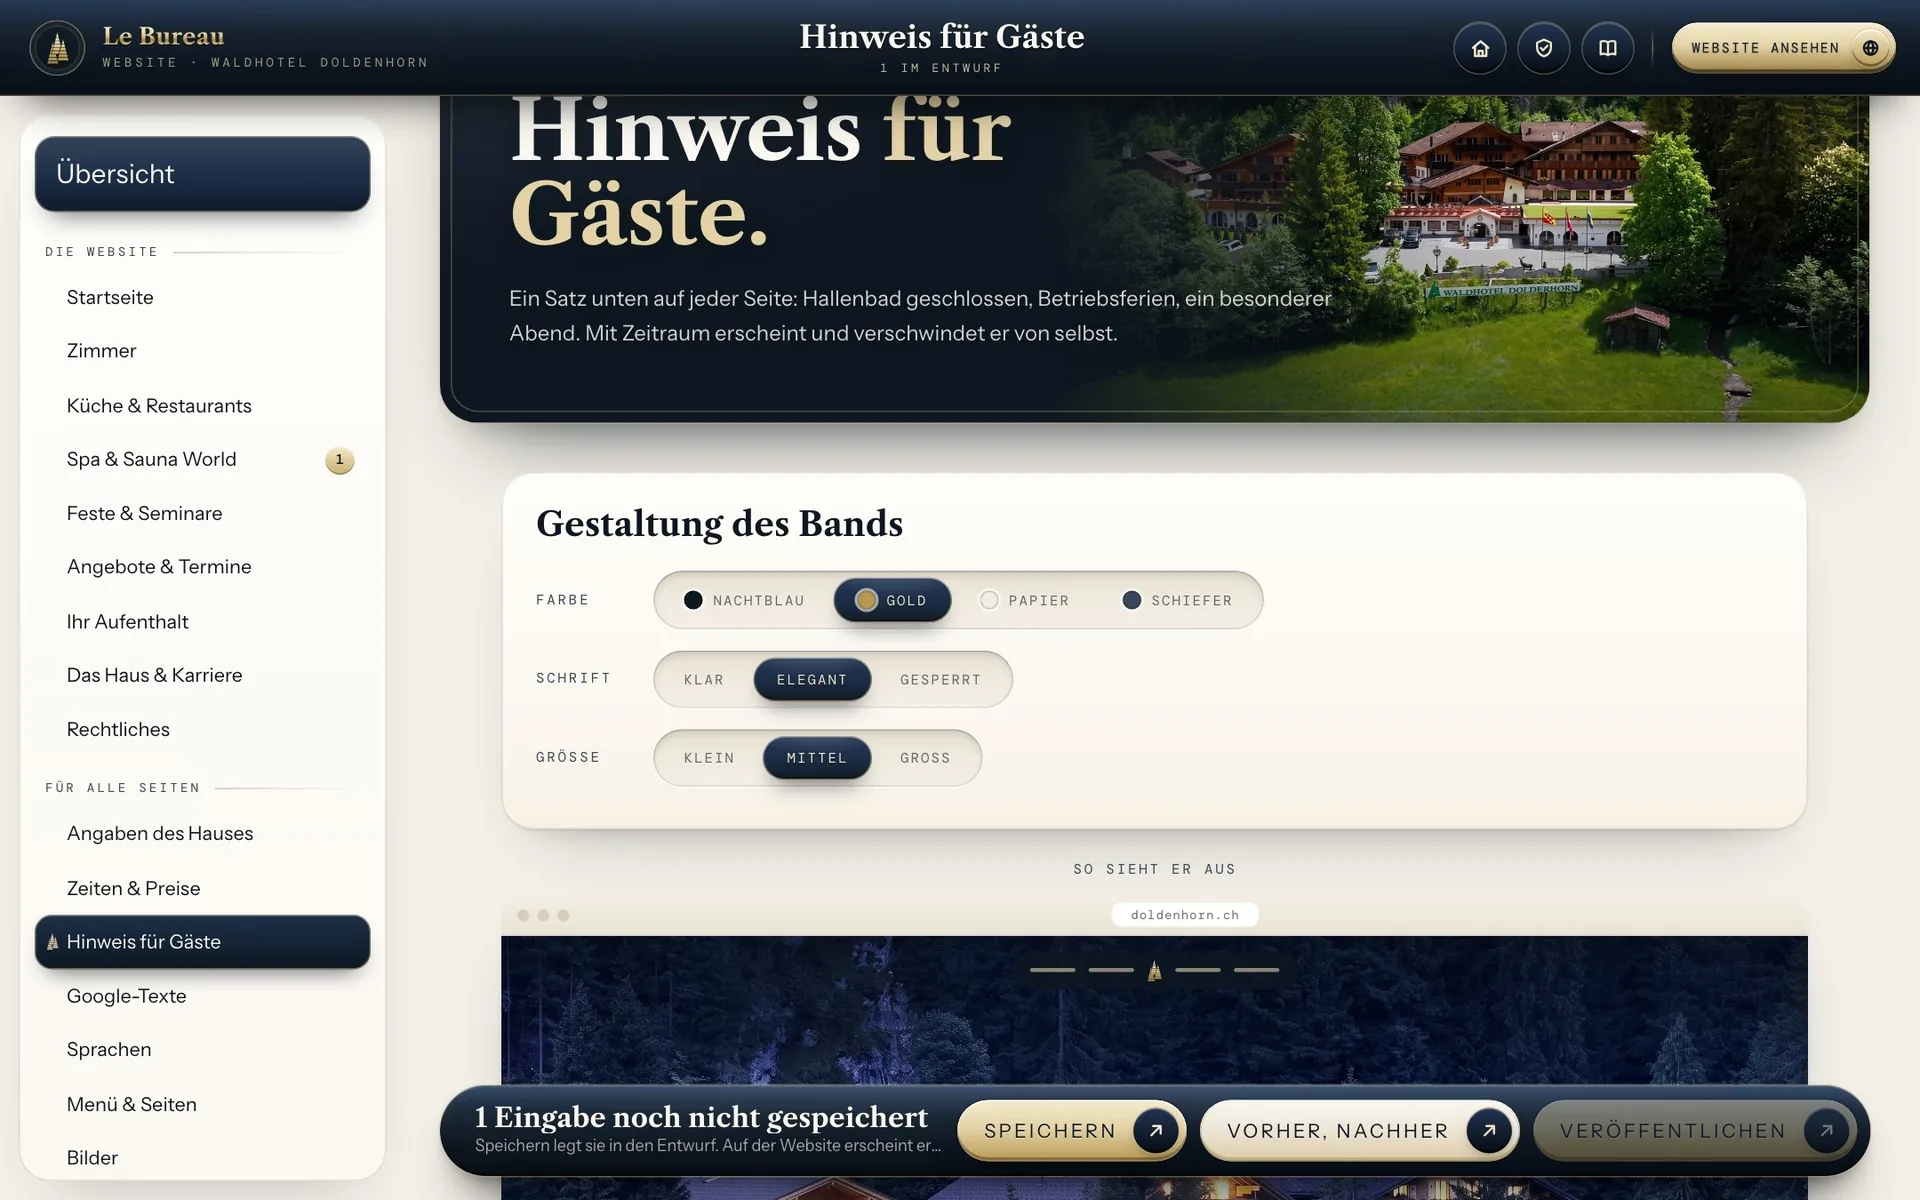 Le Bureau
WEBSITE · WALDHOTEL DOLDENHORN
Hinweis für Gäste
1 IM ENTWURF
WEBSITE ANSEHEN
Übersicht
DIE WEBSITE
Startseite
Zimmer
Küche & Restaurants
Spa & Sauna World
1
Feste & Seminare
Angebote & Termine
Ihr Aufenthalt
Das Haus & Karriere
Rechtliches
FÜR ALLE SEITEN
Angaben des Hauses
Zeiten & Preise
Hinweis für Gäste
Google-Texte
Sprachen
Menü & Seiten
Bilder
Hinweis für
Gäste.
Ein Satz unten auf jeder Seite: Hallenbad geschlossen, Betriebsferien, ein besonderer
Abend. Mit Zeitraum erscheint und verschwindet er von selbst.
WALDHOTEL DOLDENHORN
Gestaltung des Bands
FARBE
NACHTBLAU
GOLD
PAPIER
SCHIEFER
SCHRIFT
KLAR
ELEGANT
GESPERRT
GRÖSSE
KLEIN
MITTEL
GROSS
SO SIEHT ER AUS
doldenhorn.ch
1 Eingabe noch nicht gespeichert
Speichern legt sie in den Entwurf. Auf der Website erscheint er...
SPEICHERN
VORHER, NACHHER
VERÖFFENTLICHEN